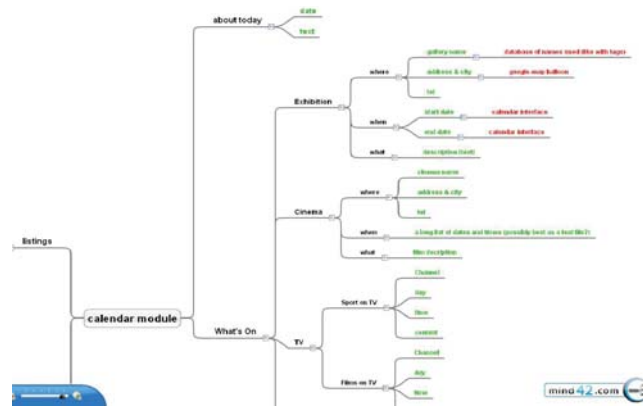 about today
date
text
Exhibition
where
gallery name
database of names used (like with tags)
address & city
google map balloon
tel
when
start date
calendar interface
end date
calendar interface
what
description (text)
Cinema
where
cinema name
address & city
tel
when
a long list of dates and times (possibly best as a text file?)
what
film description
listings
calendar module
What's On
TV
Sport on TV
Channel
day
time
content
Films on TV
Channel
day
time
mind42.com